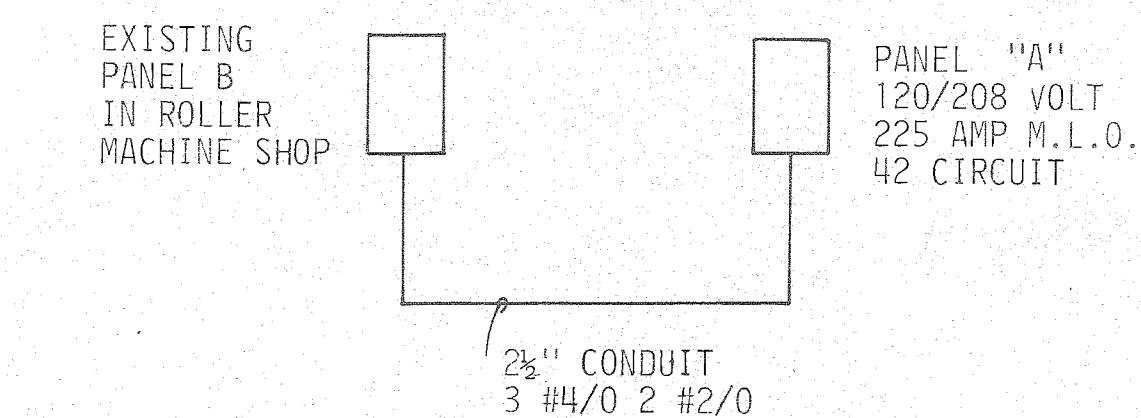 EXISTING
PANEL B
IN ROLLER
MACHINE SHOP
PANEL "A"
120/208 VOLT
225 AMP M.L.O.
42 CIRCUIT
2½" CONDUIT
3 #4/0 2 #2/0